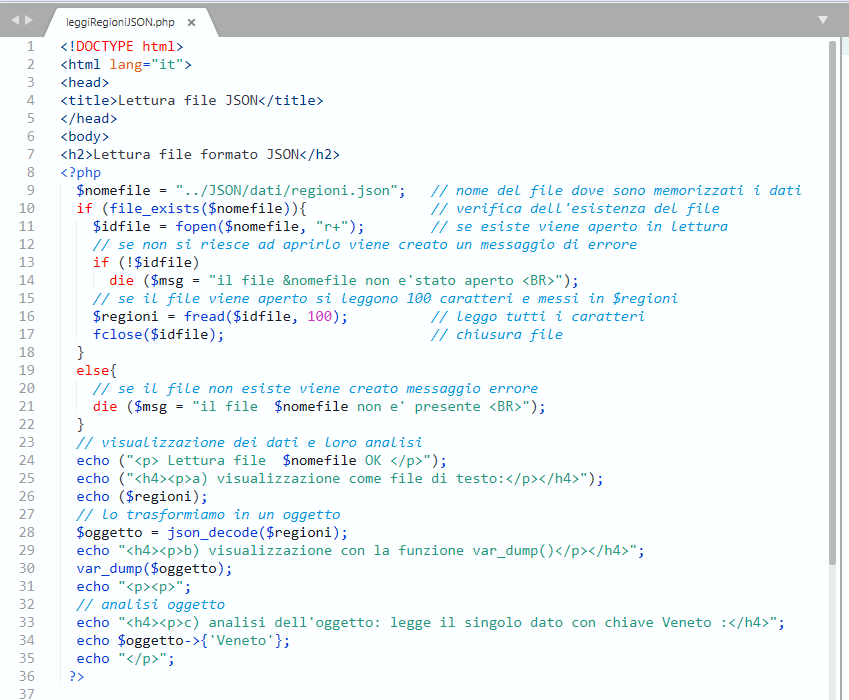 leggiRegioniJSON.php ×
1 <!DOCTYPE html>
2 <html lang="it">
3 <head>
4 <title>Lettura file JSON</title>
5 </head>
6 <body>
7 <h2>Lettura file formato JSON</h2>
8 <?php
9   $nomefile = "../JSON/dati/regioni.json";   // nome del file dove sono memorizzati i dati
10   if (file_exists($nomefile)){               // verifica dell'esistenza del file
11     $idfile = fopen($nomefile, "r+");        // se esiste viene aperto in lettura
12     // se non si riesce ad aprirlo viene creato un messaggio di errore
13     if (!$idfile)
14       die ($msg = "il file &nomefile non e'stato aperto <BR>");
15     // se il file viene aperto si leggono 100 caratteri e messi in $regioni
16     $regioni = fread($idfile, 100);          // leggo tutti i caratteri
17     fclose($idfile);                         // chiusura file
18   }
19   else{
20     // se il file non esiste viene creato messaggio errore
21     die ($msg = "il file  $nomefile non e' presente <BR>");
22   }
23   // visualizzazione dei dati e loro analisi
24   echo ("<p> Lettura file  $nomefile OK </p>");
25   echo ("<h4><p>a) visualizzazione come file di testo:</p></h4>");
26   echo ($regioni);
27   // lo trasformiamo in un oggetto
28   $oggetto = json_decode($regioni);
29   echo "<h4><p>b) visualizzazione con la funzione var_dump()</p></h4>";
30   var_dump($oggetto);
31   echo "<p><p>";
32   // analisi oggetto
33   echo "<h4><p>c) analisi dell'oggetto: legge il singolo dato con chiave Veneto :</h4>";
34   echo $oggetto->{'Veneto'};
35   echo "</p>";
36  ?>
37